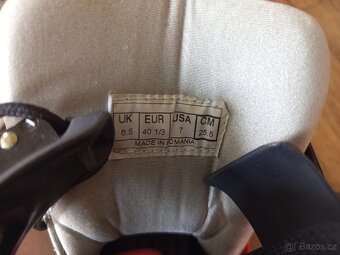 UK EUR USA CM
6.5 40 1/3 7 25.5
MADE IN ROMANIA
Bazos.cz